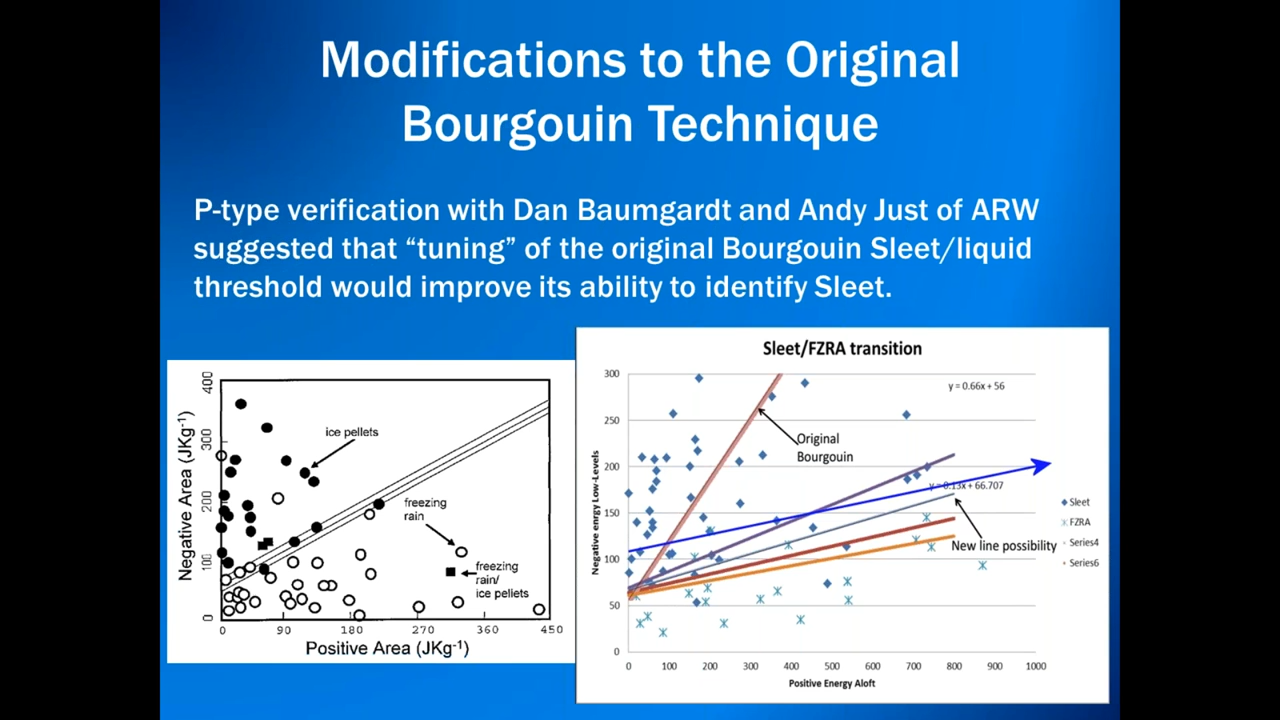 Modifications to the Original
Bourgouin Technique
P-type verification with Dan Baumgardt and Andy Just of ARW
suggested that “tuning” of the original Bourgouin Sleet/liquid
threshold would improve its ability to identify Sleet.
400
300
200
100
0
Negative Area (JKg-1)
ice pellets
freezing
rain
freezing
rain/
ice pellets
0 90 180 270 360 450
Positive Area (JKg-1)
Sleet/FZRA transition
300
250
200
150
100
50
0
Negative energy Low-Levels
y = 0.66x + 56
Original
Bourgouin
y = 0.13x + 66.707
New line possibility
Sleet
FZRA
Series4
Series6
0 100 200 300 400 500 600 700 800 900 1000
Positive Energy Aloft